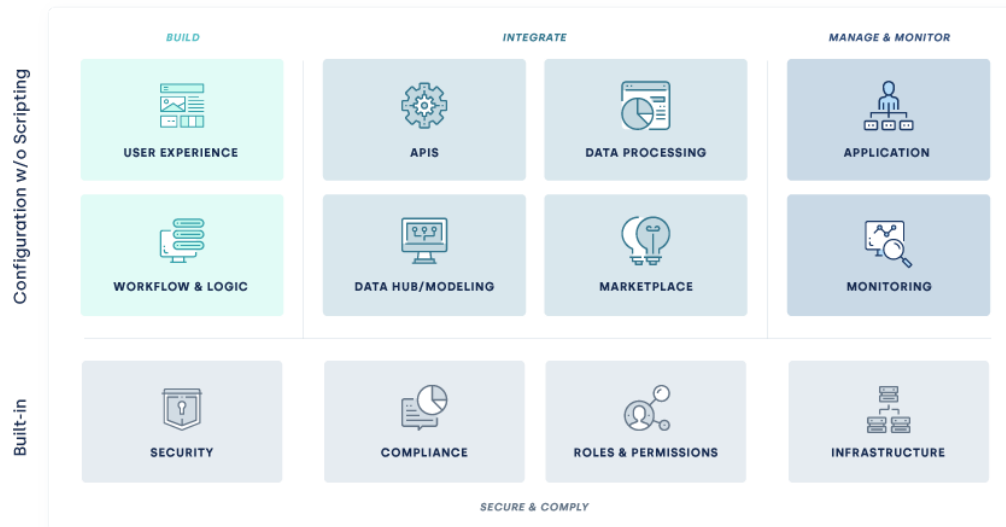 BUILD
INTEGRATE
MANAGE & MONITOR
Configuration w/o Scripting
USER EXPERIENCE
APIS
DATA PROCESSING
APPLICATION
WORKFLOW & LOGIC
DATA HUB/MODELING
MARKETPLACE
MONITORING
Built-in
SECURITY
COMPLIANCE
ROLES & PERMISSIONS
INFRASTRUCTURE
SECURE & COMPLY